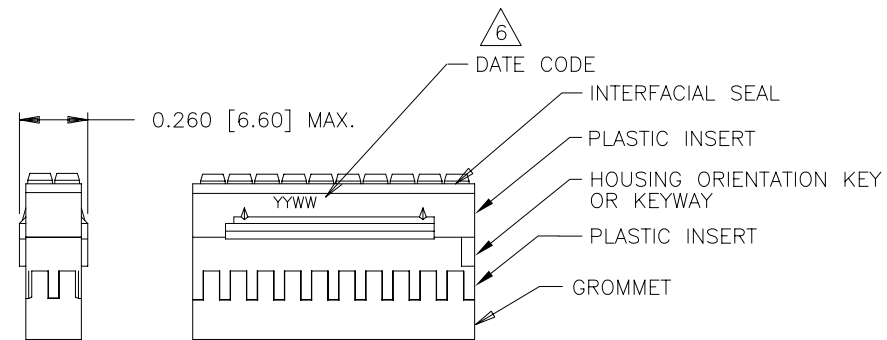 6
DATE CODE
INTERFACIAL SEAL
0.260 [6.60] MAX.
PLASTIC INSERT
HOUSING ORIENTATION KEY
OR KEYWAY
YYWW
PLASTIC INSERT
GROMMET